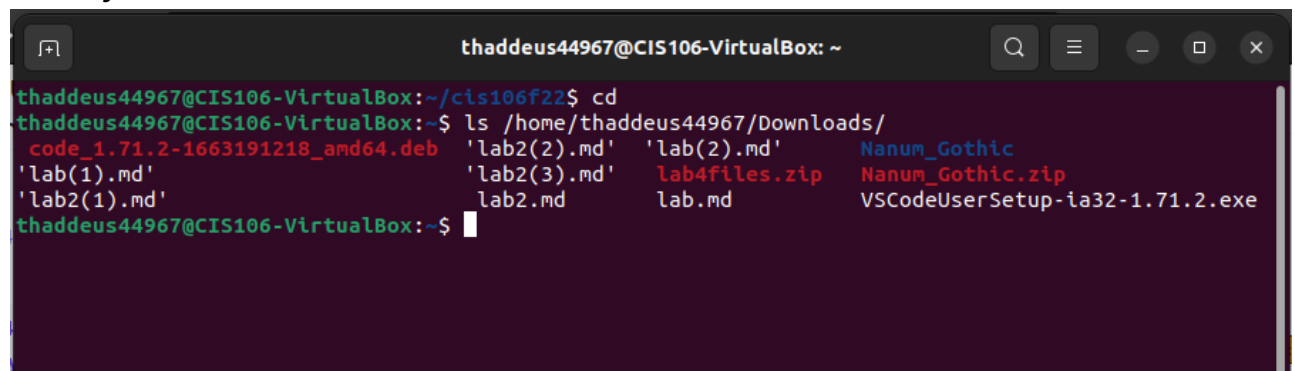 thaddeus44967@CIS106-VirtualBox: ~
thaddeus44967@CIS106-VirtualBox:~/cis106f22$ cd
thaddeus44967@CIS106-VirtualBox:~$ ls /home/thaddeus44967/Downloads/
code_1.71.2-1663191218_amd64.deb 'lab2(2).md' 'lab(2).md' Nanum_Gothic
'lab(1).md' 'lab2(3).md' lab4files.zip Nanum_Gothic.zip
'lab2(1).md' lab2.md lab.md VSCodeUserSetup-ia32-1.71.2.exe
thaddeus44967@CIS106-VirtualBox:~$